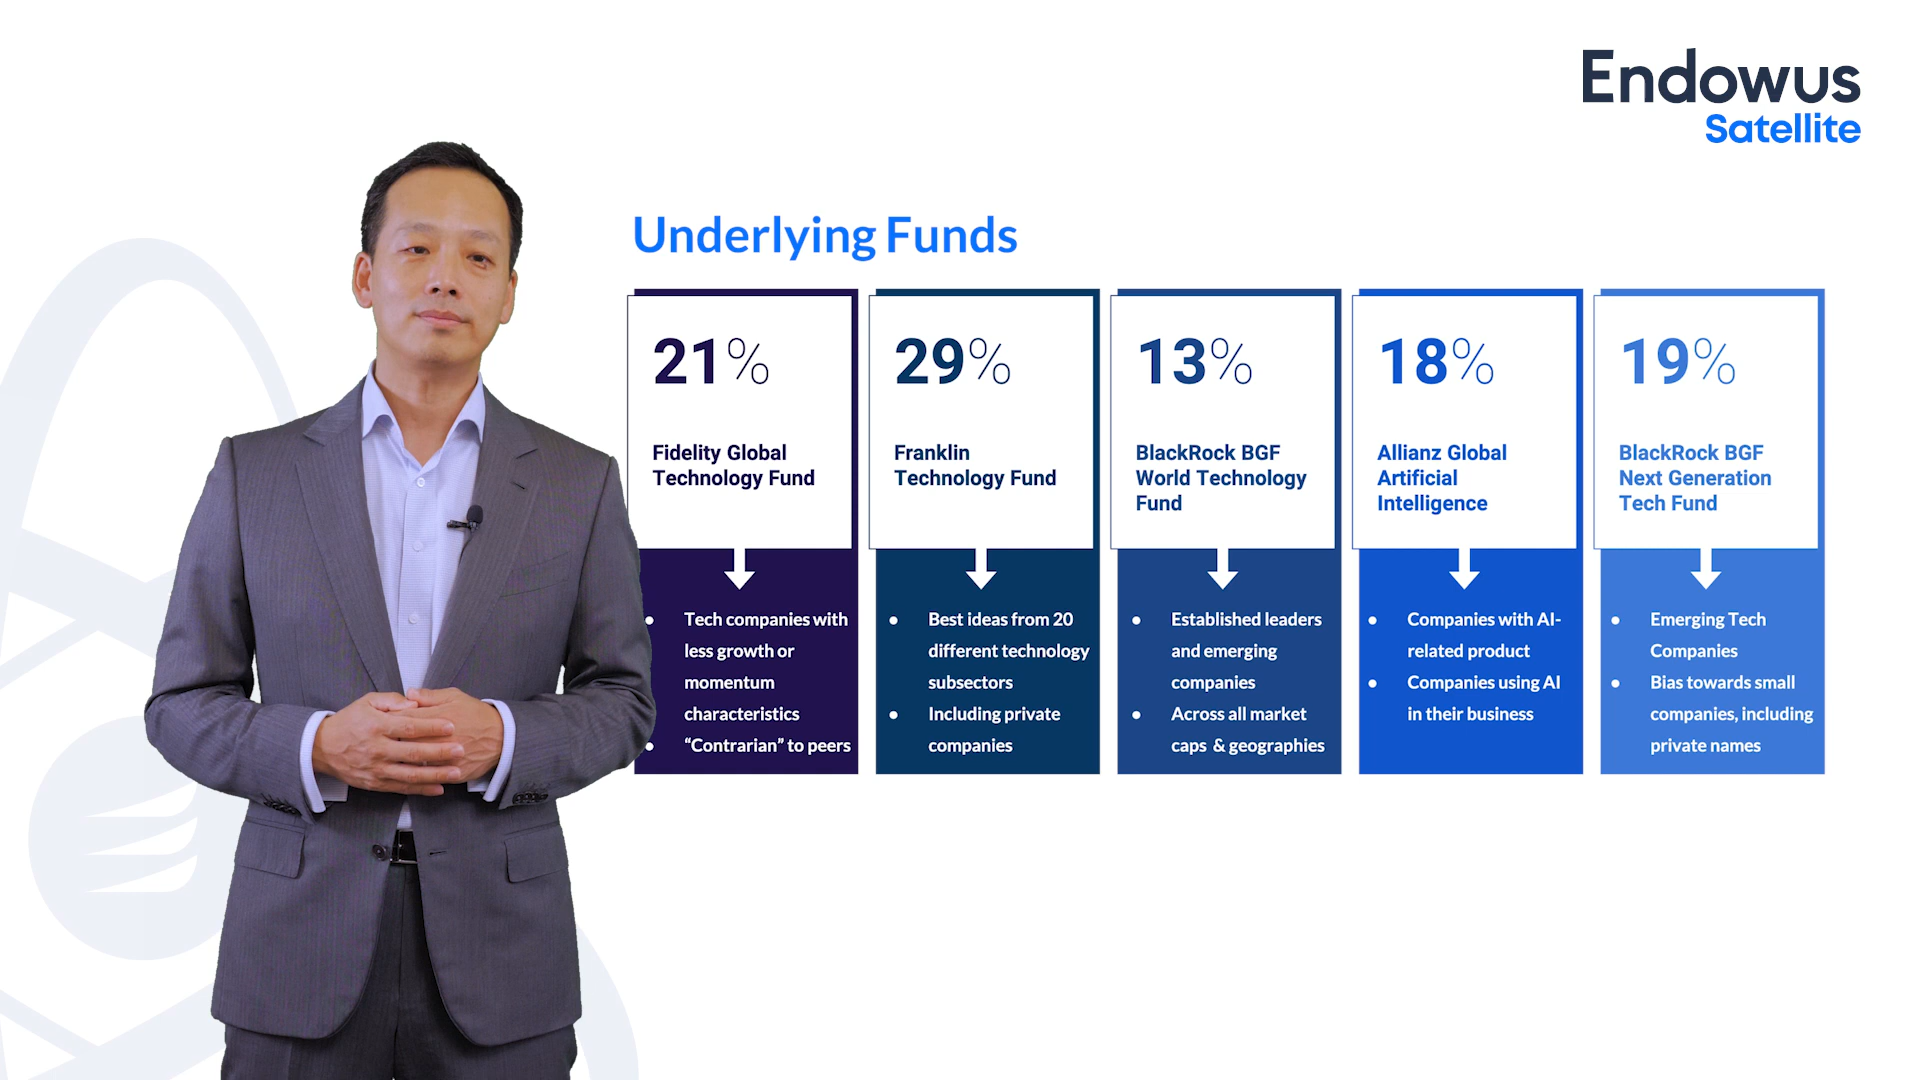 Endowus
Satellite
Underlying Funds
21%
Fidelity Global
Technology Fund
• Tech companies with
less growth or
momentum
characteristics
• “Contrarian” to peers
29%
Franklin
Technology Fund
• Best ideas from 20
different technology
subsectors
• Including private
companies
13%
BlackRock BGF
World Technology
Fund
• Established leaders
and emerging
companies
• Across all market
caps & geographies
18%
Allianz Global
Artificial
Intelligence
• Companies with AI-
related product
• Companies using AI
in their business
19%
BlackRock BGF
Next Generation
Tech Fund
• Emerging Tech
Companies
• Bias towards small
companies, including
private names